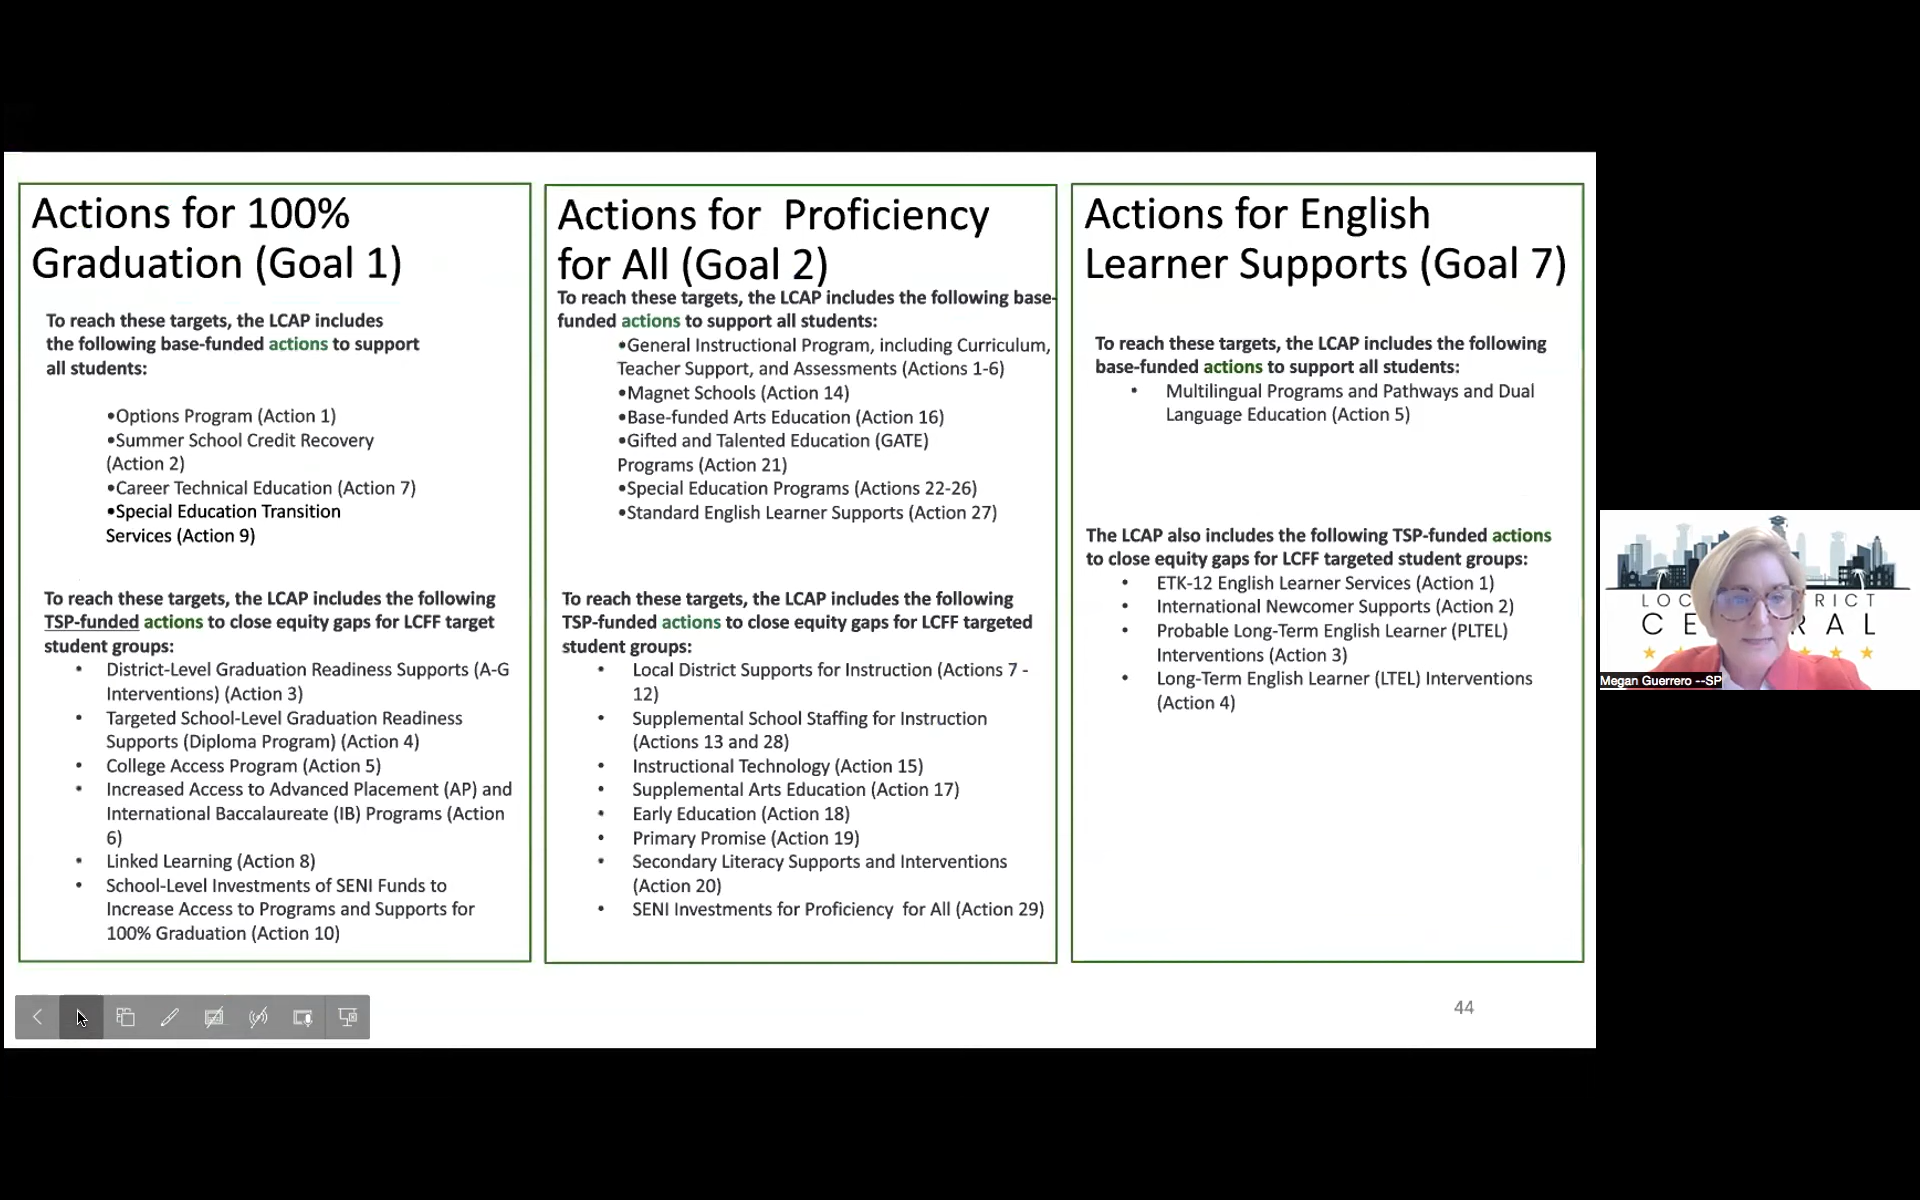 Actions for 100%
Graduation (Goal 1)
To reach these targets, the LCAP includes
the following base-funded actions to support
all students:
•Options Program (Action 1)
•Summer School Credit Recovery
(Action 2)
•Career Technical Education (Action 7)
•Special Education Transition
Services (Action 9)
To reach these targets, the LCAP includes the following
TSP-funded actions to close equity gaps for LCFF target
student groups:
• District-Level Graduation Readiness Supports (A-G
Interventions) (Action 3)
• Targeted School-Level Graduation Readiness
Supports (Diploma Program) (Action 4)
• College Access Program (Action 5)
• Increased Access to Advanced Placement (AP) and
International Baccalaureate (IB) Programs (Action
6)
• Linked Learning (Action 8)
• School-Level Investments of SENI Funds to
Increase Access to Programs and Supports for
100% Graduation (Action 10)
Actions for Proficiency
for All (Goal 2)
To reach these targets, the LCAP includes the following base-
funded actions to support all students:
•General Instructional Program, including Curriculum,
Teacher Support, and Assessments (Actions 1-6)
•Magnet Schools (Action 14)
•Base-funded Arts Education (Action 16)
•Gifted and Talented Education (GATE)
Programs (Action 21)
•Special Education Programs (Actions 22-26)
•Standard English Learner Supports (Action 27)
To reach these targets, the LCAP includes the following
TSP-funded actions to close equity gaps for LCFF targeted
student groups:
• Local District Supports for Instruction (Actions 7 -
12)
• Supplemental School Staffing for Instruction
(Actions 13 and 28)
• Instructional Technology (Action 15)
• Supplemental Arts Education (Action 17)
• Early Education (Action 18)
• Primary Promise (Action 19)
• Secondary Literacy Supports and Interventions
(Action 20)
• SENI Investments for Proficiency for All (Action 29)
Actions for English
Learner Supports (Goal 7)
To reach these targets, the LCAP includes the following
base-funded actions to support all students:
• Multilingual Programs and Pathways and Dual
Language Education (Action 5)
The LCAP also includes the following TSP-funded actions
to close equity gaps for LCFF targeted student groups:
• ETK-12 English Learner Services (Action 1)
• International Newcomer Supports (Action 2)
• Probable Long-Term English Learner (PLTEL)
Interventions (Action 3)
• Long-Term English Learner (LTEL) Interventions
(Action 4)
44
Megan Guerrero --SP